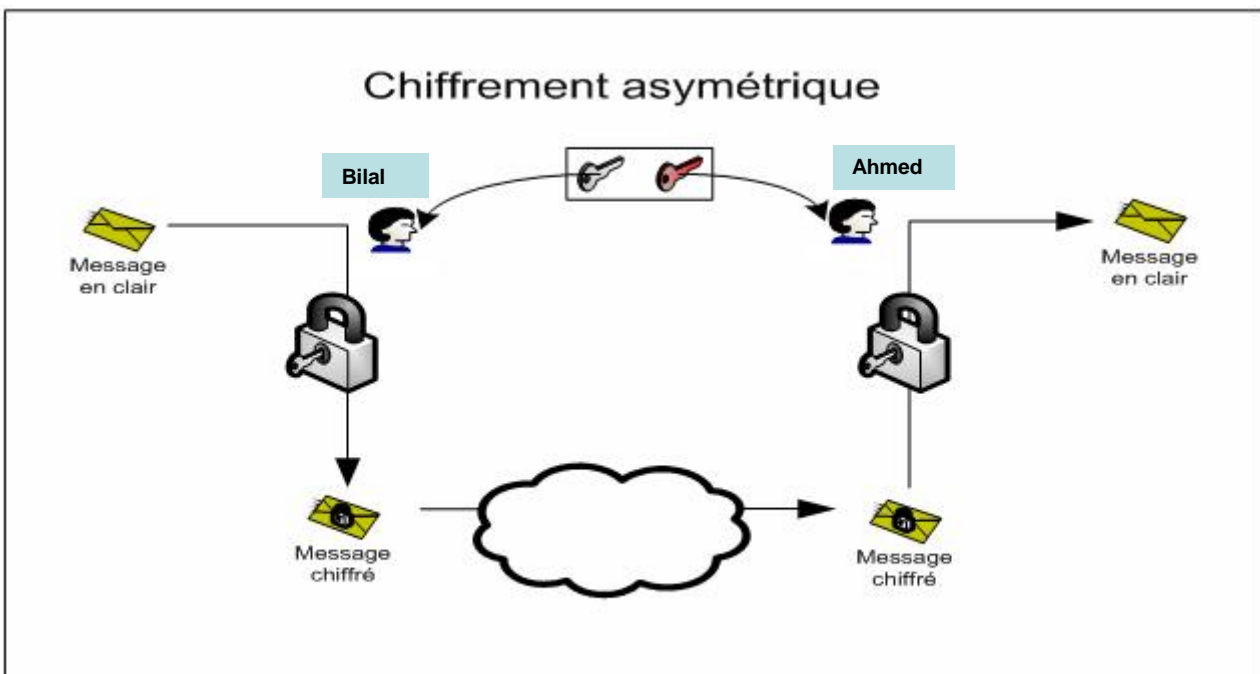 Chiffrement asymétrique
Bilal
Ahmed
Message
en clair
Message
en clair
Message
chiffré
Message
chiffré